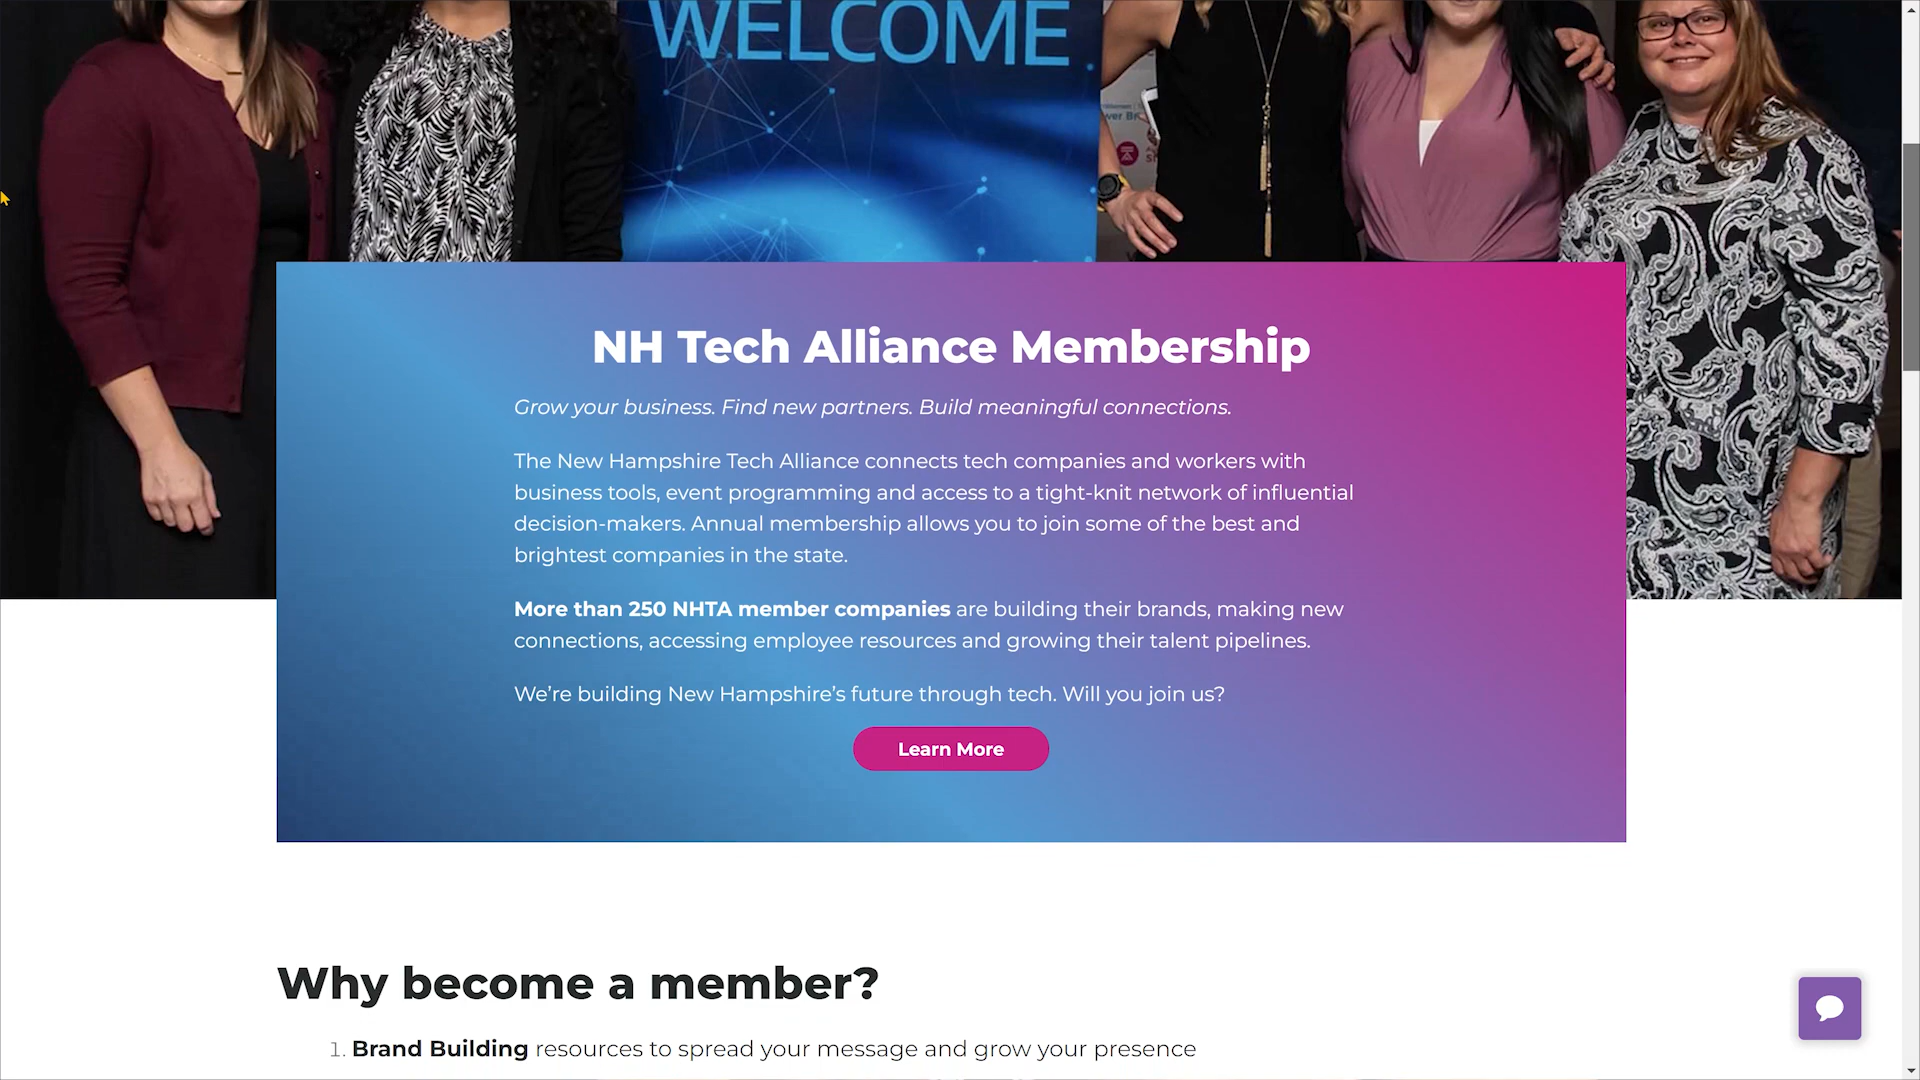 WELCOME
NH Tech Alliance Membership
Grow your business. Find new partners. Build meaningful connections.
The New Hampshire Tech Alliance connects tech companies and workers with
business tools, event programming and access to a tight-knit network of influential
decision-makers. Annual membership allows you to join some of the best and
brightest companies in the state.
More than 250 NHTA member companies are building their brands, making new
connections, accessing employee resources and growing their talent pipelines.
We’re building New Hampshire’s future through tech. Will you join us?
Learn More
Why become a member?
1. Brand Building resources to spread your message and grow your presence